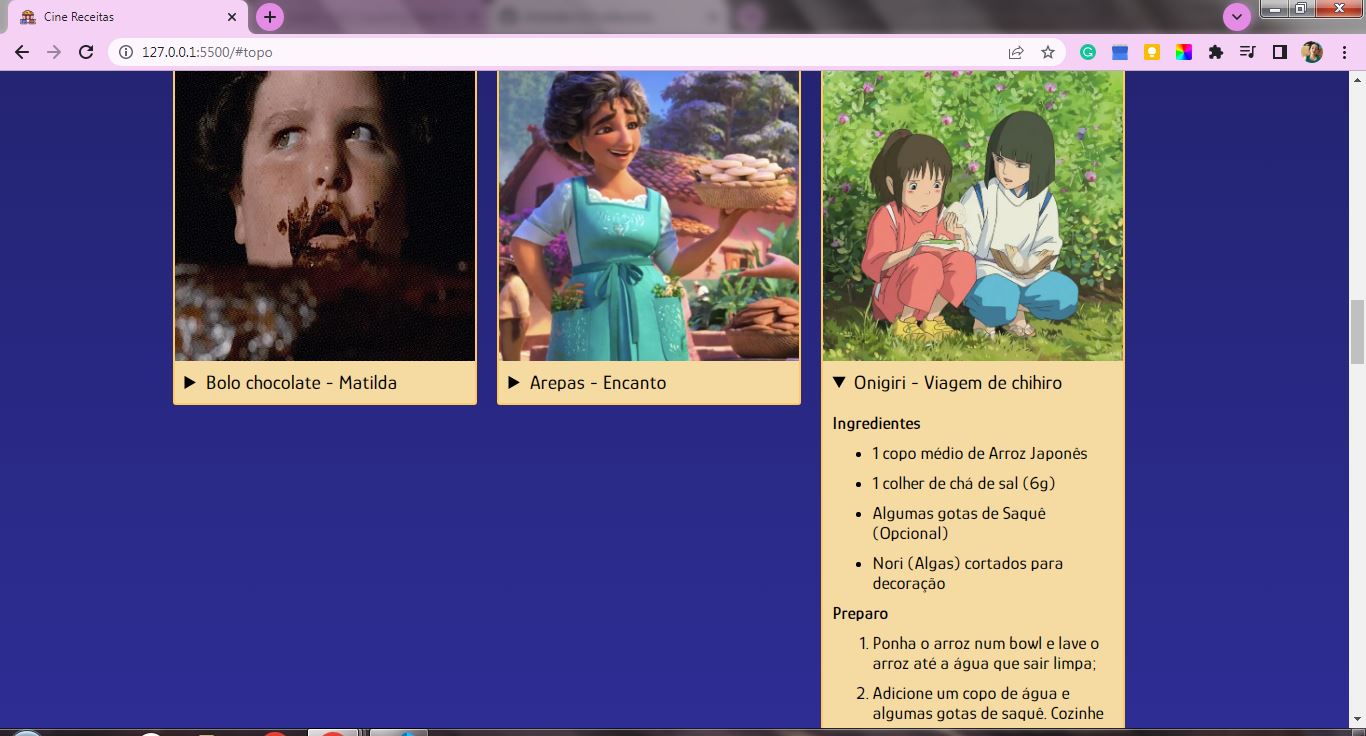 Cine Receitas
127.0.0.1:5500/#topo
Bolo chocolate - Matilda
Arepas - Encanto
Onigiri - Viagem de chihiro
Ingredientes
1 copo médio de Arroz Japonês
1 colher de chá de sal (6g)
Algumas gotas de Saquê
(Opcional)
Nori (Algas) cortados para
decoração
Preparo
1. Ponha o arroz num bowl e lave o
arroz até a água que sair limpa;
2. Adicione um copo de água e
algumas gotas de saquê. Cozinhe